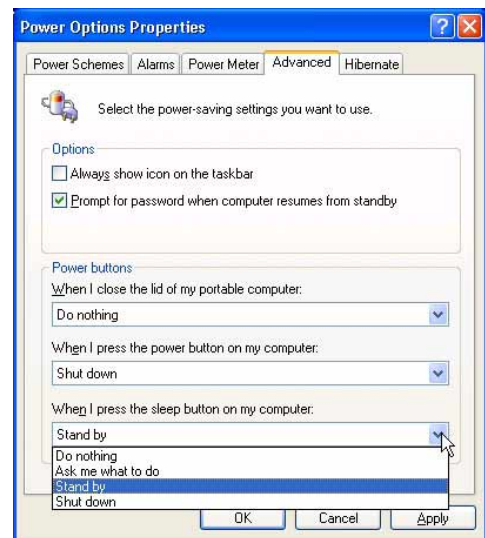 Power Options Properties
Power Schemes Alarms Power Meter Advanced Hibernate
Select the power-saving settings you want to use.
Options
Always show icon on the taskbar
Prompt for password when computer resumes from standby
Power buttons
When I close the lid of my portable computer:
Do nothing
When I press the power button on my computer:
Shut down
When I press the sleep button on my computer:
Stand by
Do nothing
Ask me what to do
Stand by
Shut down
OK Cancel Apply